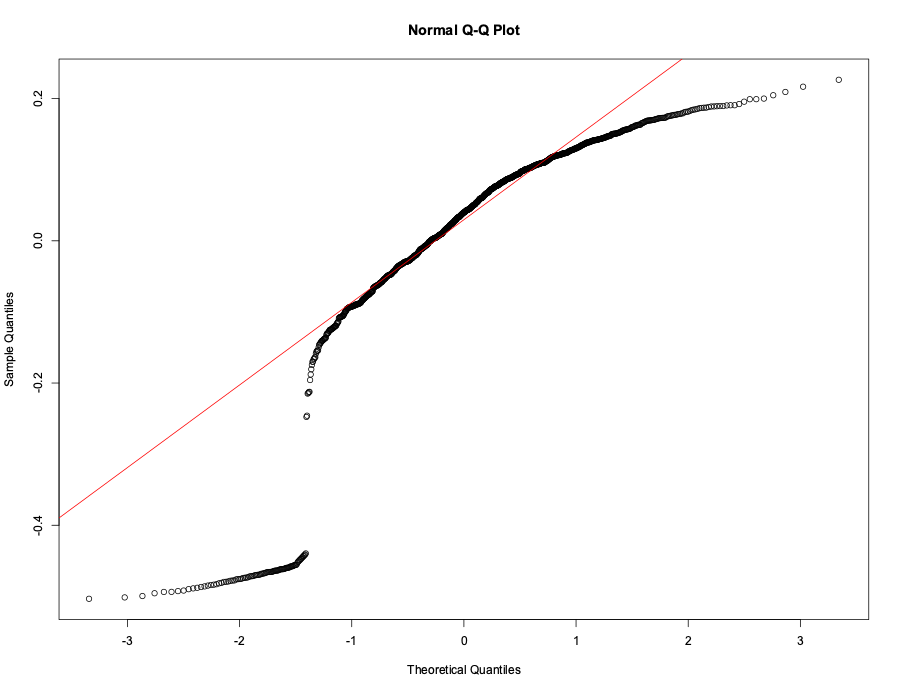 Normal Q-Q Plot
Sample Quantiles
0.2
0.0
-0.2
-0.4
-3 -2 -1 0 1 2 3
Theoretical Quantiles